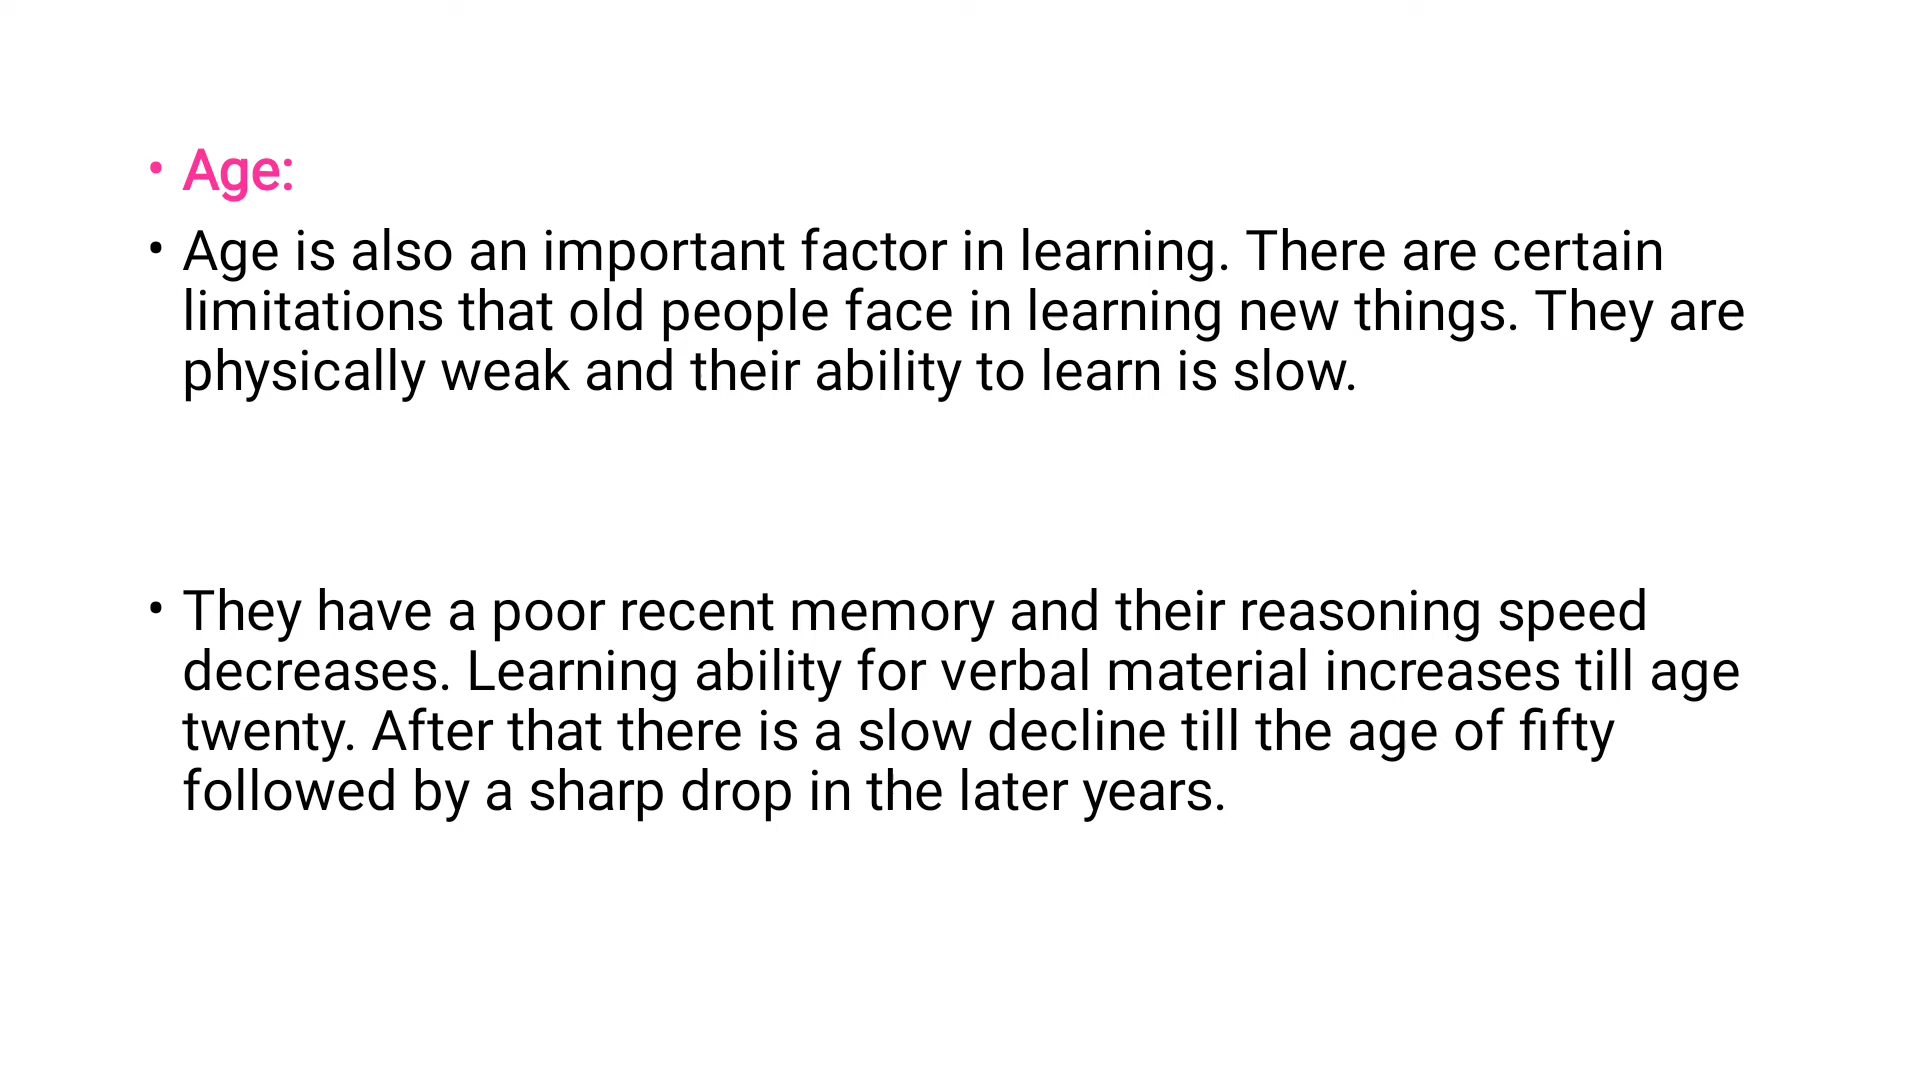 • Age:
• Age is also an important factor in learning. There are certain
limitations that old people face in learning new things. They are
physically weak and their ability to learn is slow.
• They have a poor recent memory and their reasoning speed
decreases. Learning ability for verbal material increases till age
twenty. After that there is a slow decline till the age of fifty
followed by a sharp drop in the later years.